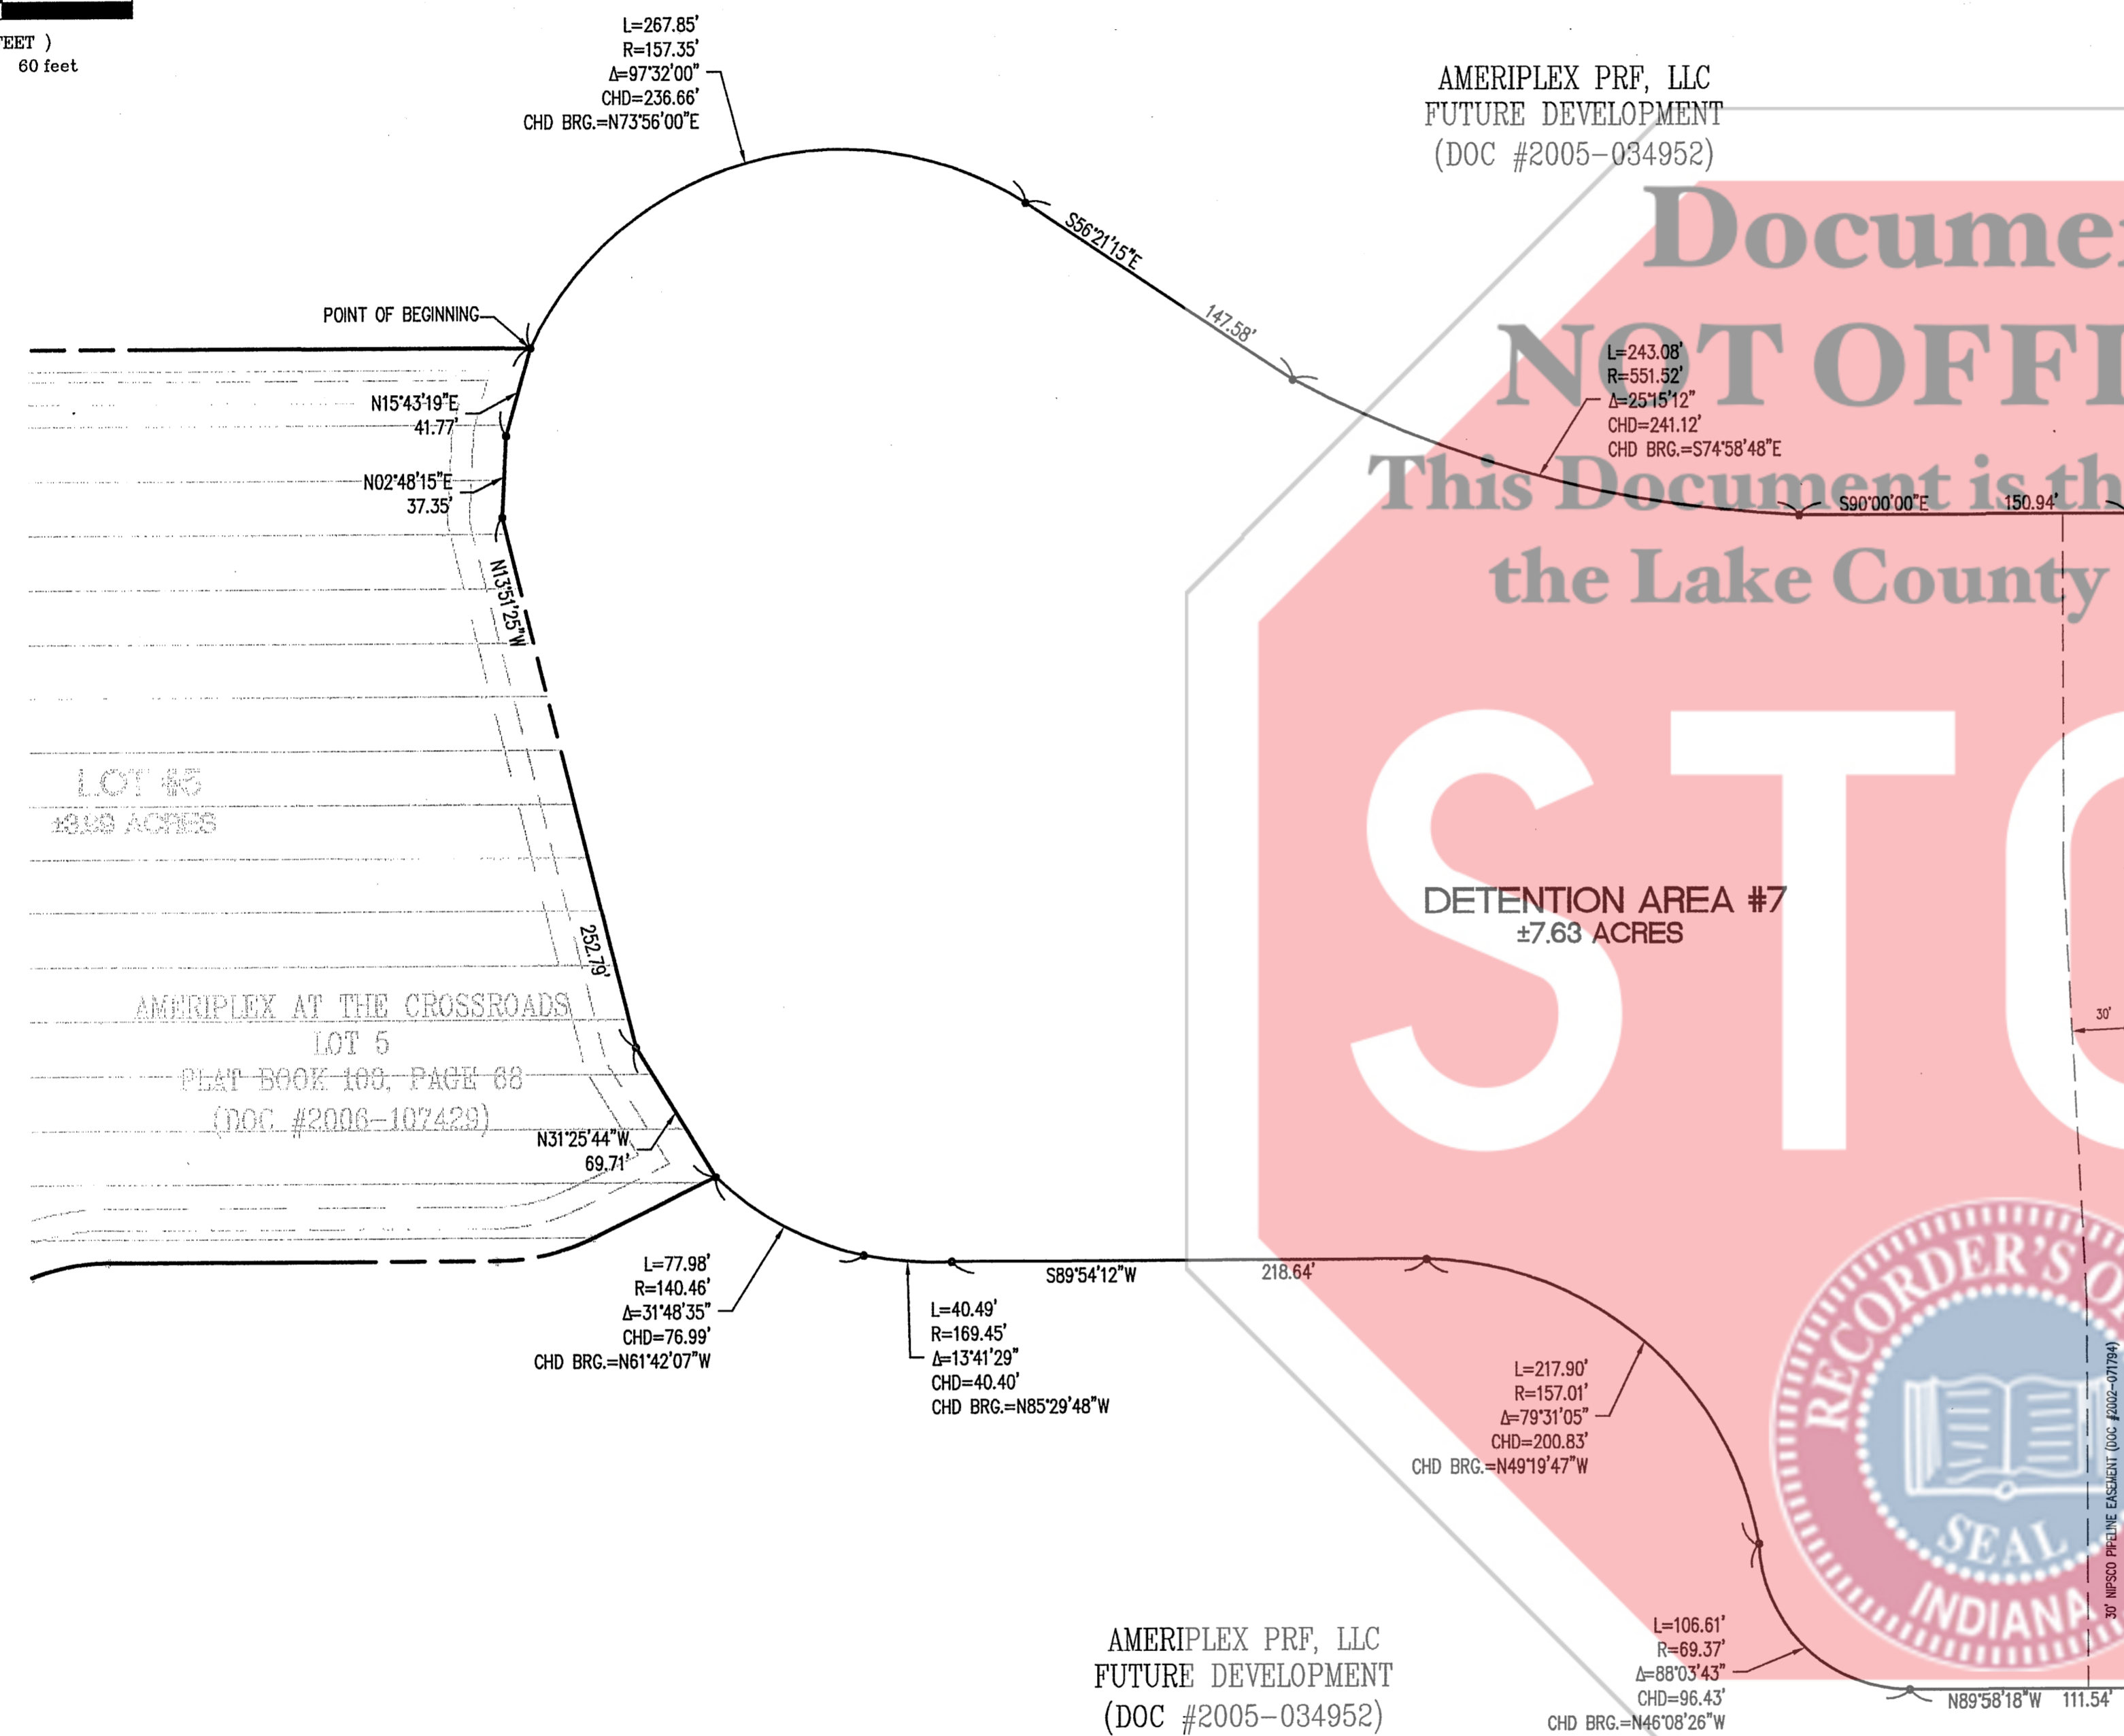 FEET )
60 feet
L=267.85'
R=157.35'
Δ=97°32'00"
CHD=236.66'
CHD BRG.=N73°56'00"E
AMERIPLEX PRF, LLC
FUTURE DEVELOPMENT
(DOC #2005-034952)
S56°21'15"E
147.58'
POINT OF BEGINNING
N15°43'19"E
41.77'
N02°48'15"E
37.35'
N13°51'25"W
252.79'
L=243.08'
R=551.52'
Δ=25°15'12"
CHD=241.12'
CHD BRG.=S74°58'48"E
NOT
This Document is
the Lake County
S90°00'00"E 150.94'
LOT #5
ACRES
DETENTION AREA #7
±7.63 ACRES
30'
AMERIPLEX AT THE CROSSROADS
LOT 5
PLAT BOOK 100, PAGE 68
(DOC #2006-107429)
N31°25'44"W
69.71'
L=77.98'
R=140.46'
Δ=31°48'35"
CHD=76.99'
CHD BRG.=N61°42'07"W
L=40.49'
R=169.45'
Δ=13°41'29"
CHD=40.40'
CHD BRG.=N85°29'48"W
S89°54'12"W 218.64'
L=217.90'
R=157.01'
Δ=79°31'05"
CHD=200.83'
CHD BRG.=N49°19'47"W
RECORDER'S
SEAL
INDIANA
30' NIPSCO PIPELINE EASEMENT (DOC #2002-071794)
L=106.61'
R=69.37'
Δ=88°03'43"
CHD=96.43'
CHD BRG.=N46°08'26"W
N89°58'18"W 111.54'
AMERIPLEX PRF, LLC
FUTURE DEVELOPMENT
(DOC #2005-034952)